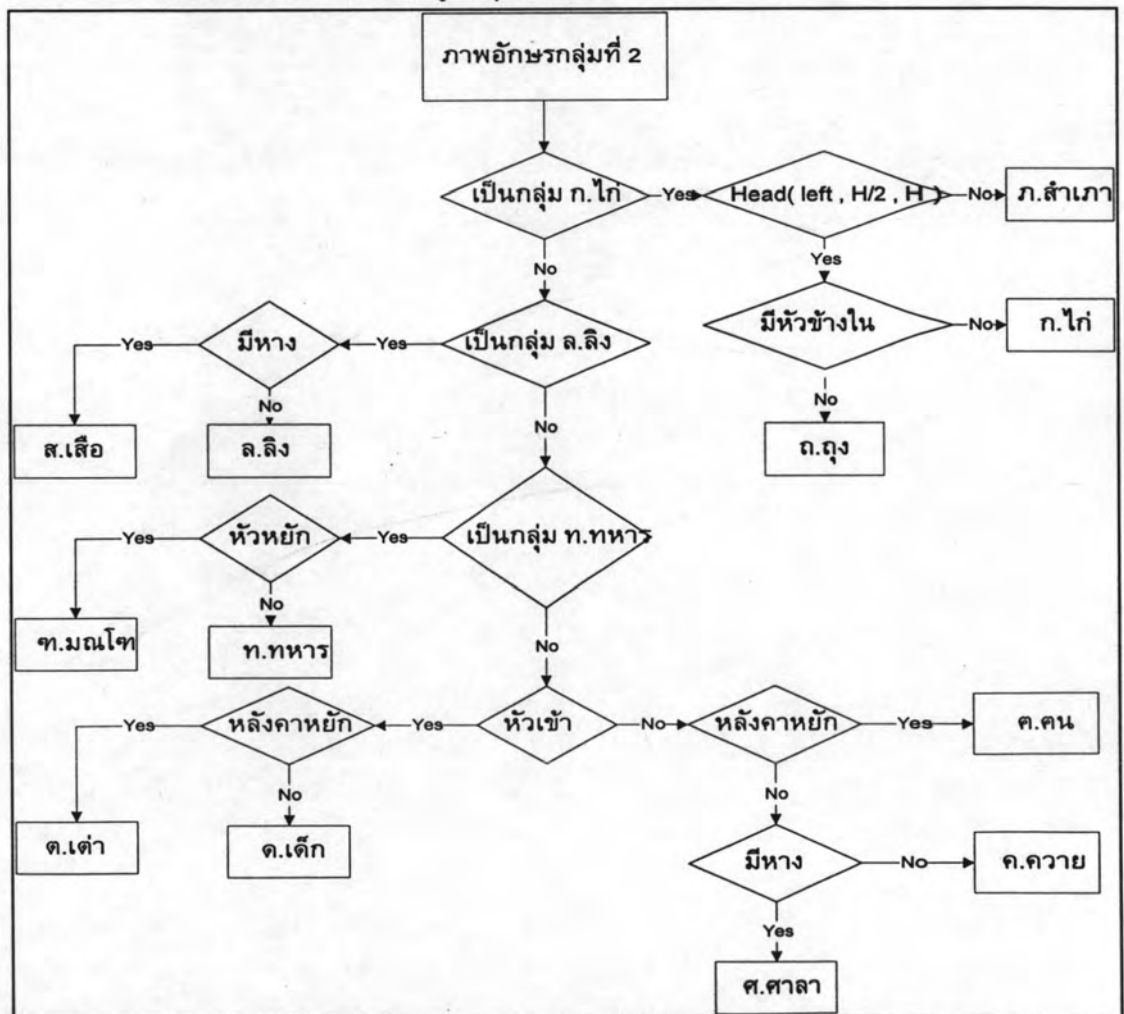 ภาพอักษรกลุ่มที่ 2
เป็นกลุ่ม ก.ไก่
Yes
Head( left , H/2 , H )
No
ภ.สำเภา
No
Yes
มีหัวข้างใน
No
ก.ไก่
No
ถ.ถุง
เป็นกลุ่ม ล.ลิง
Yes
มีหาง
Yes
ส.เสือ
No
ล.ลิง
No
เป็นกลุ่ม ท.ทหาร
Yes
หัวหยัก
Yes
ฑ.มณโฑ
No
ท.ทหาร
No
หัวเข้า
Yes
หลังคาหยัก
Yes
ต.เต่า
No
ด.เด็ก
No
หลังคาหยัก
Yes
ฅ.ฅน
No
มีหาง
No
ค.ควาย
Yes
ศ.ศาลา